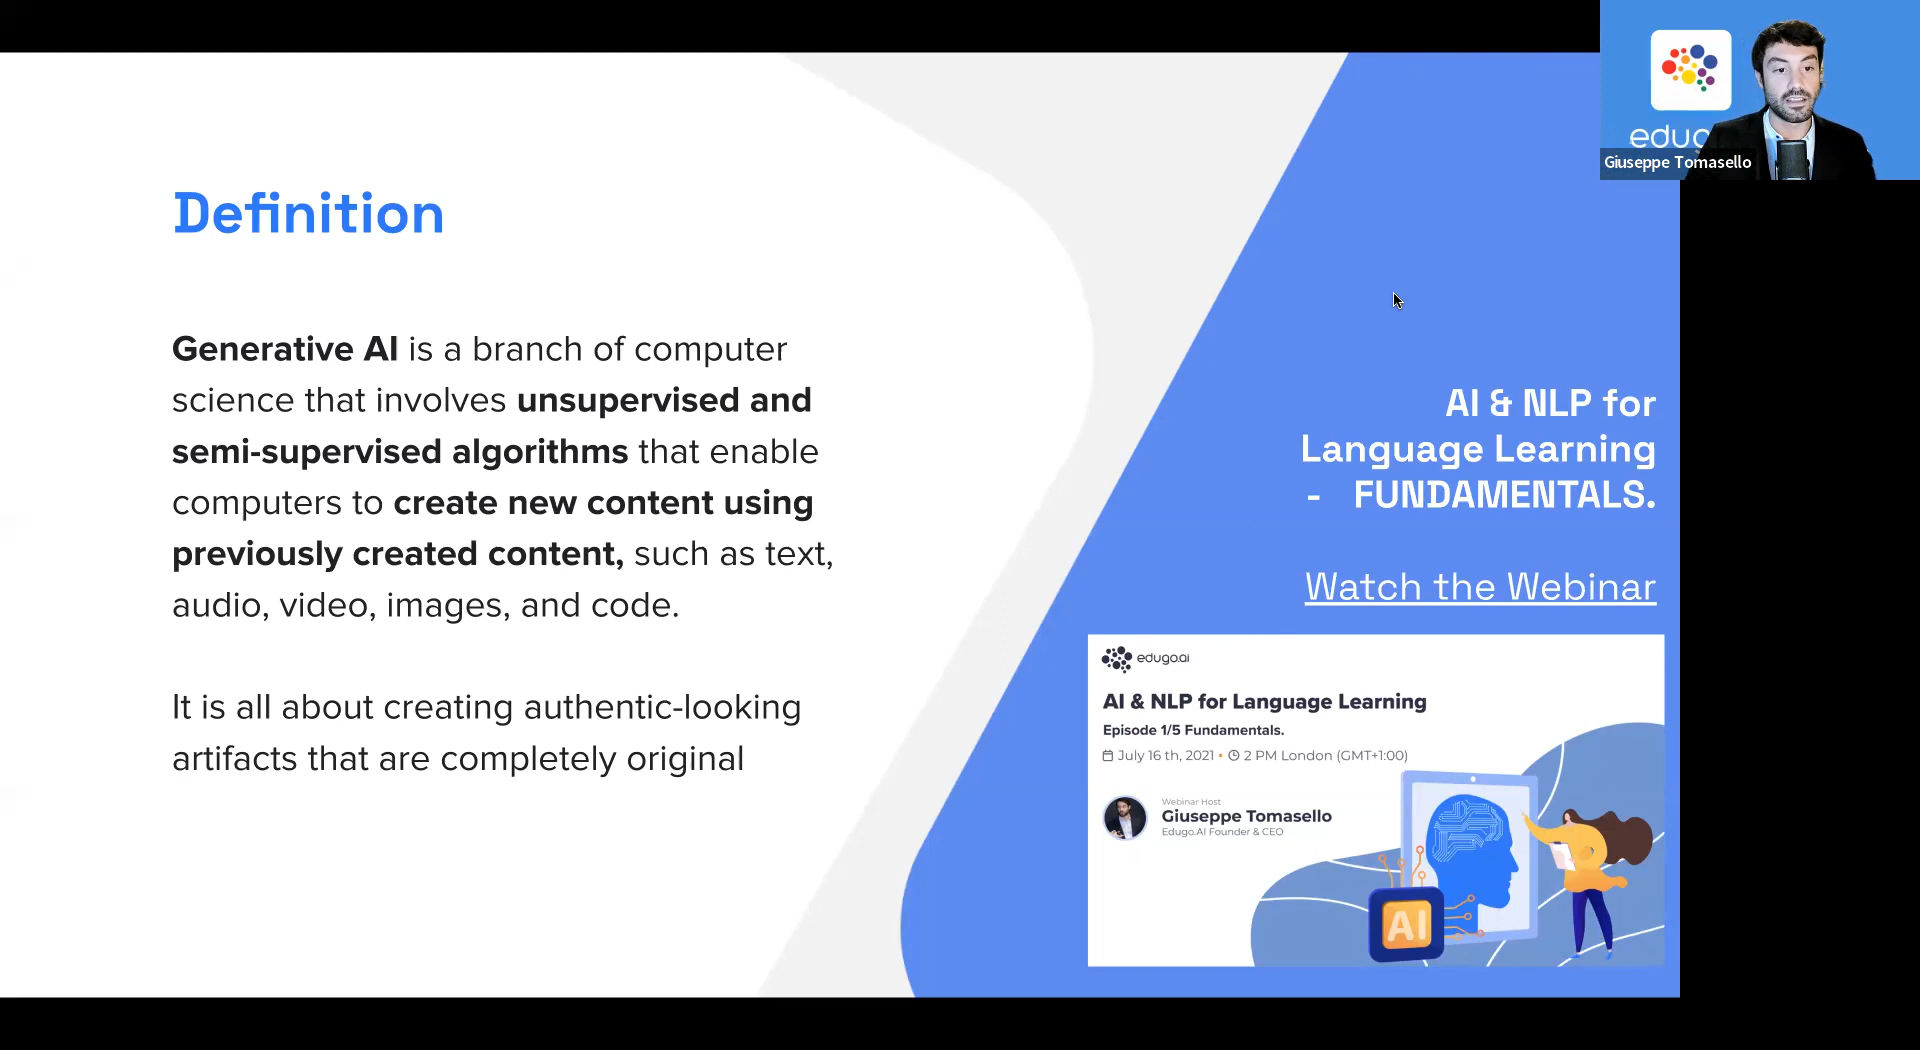 Definition
Generative AI is a branch of computer
science that involves unsupervised and
semi-supervised algorithms that enable
computers to create new content using
previously created content, such as text,
audio, video, images, and code.
It is all about creating authentic-looking
artifacts that are completely original
AI & NLP for
Language Learning
- FUNDAMENTALS.
Watch the Webinar
edugo.ai
AI & NLP for Language Learning
Episode 1/5 Fundamentals.
July 16 th, 2021 • 2 PM London (GMT+1:00)
Webinar Host
Giuseppe Tomasello
Edugo.AI Founder & CEO
AI
edug
Giuseppe Tomasello